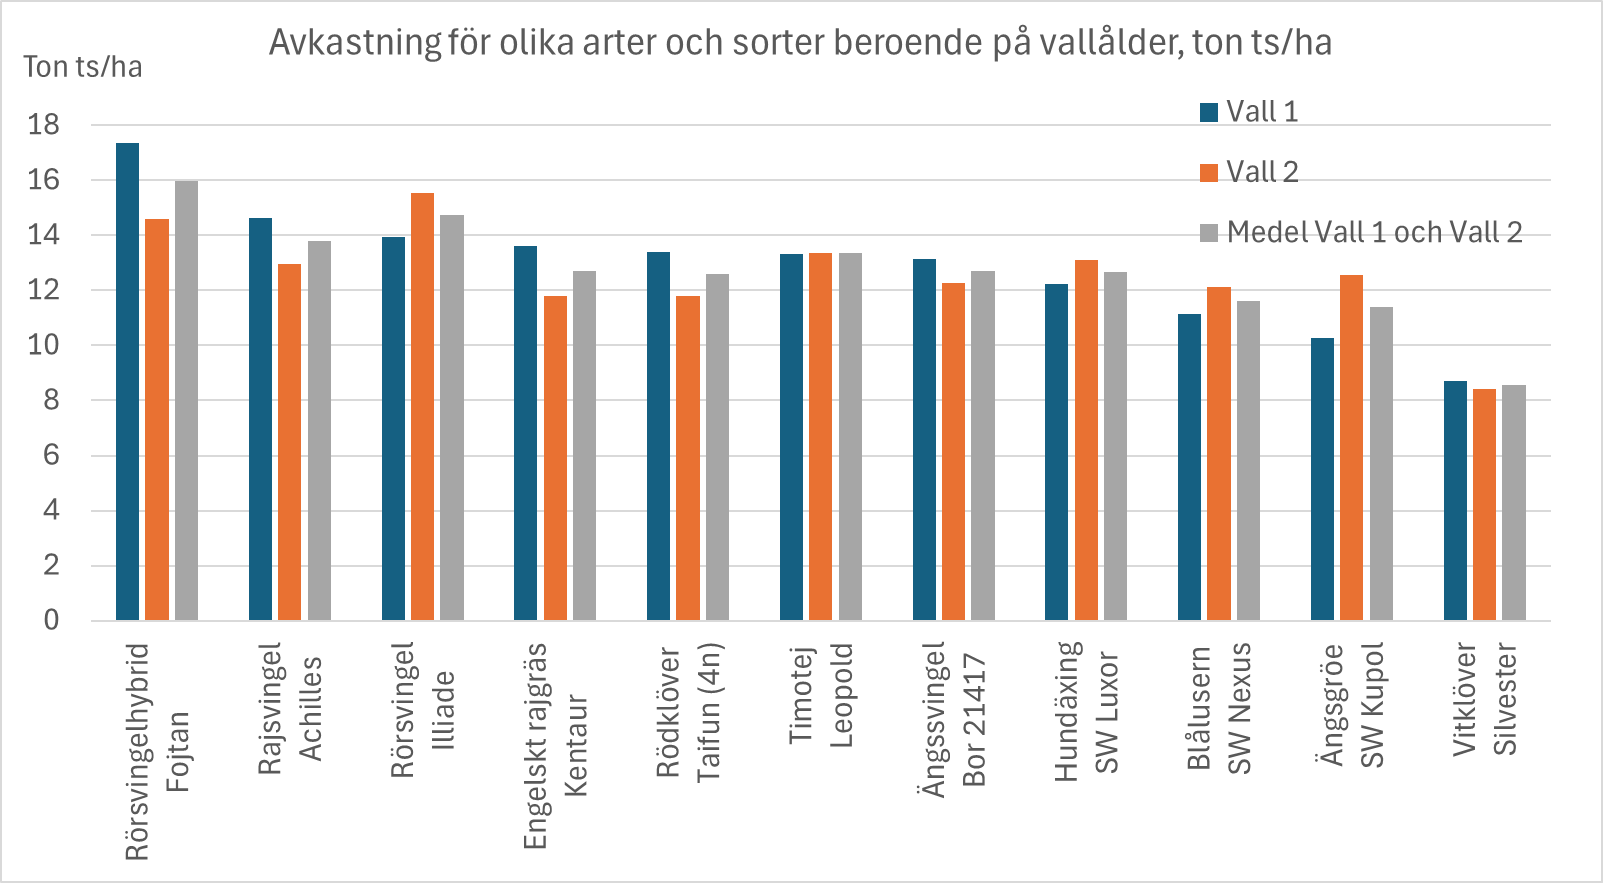 Avkastning för olika arter och sorter beroende på vallålder, ton ts/ha
Ton ts/ha
Vall 1
Vall 2
Medel Vall 1 och Vall 2
18
16
14
12
10
8
6
4
2
0
Rörsvingelhybrid
Fojtan
Rajsvingel
Achilles
Rörsvingel
Illiade
Engelskt rajgräs
Kentaur
Rödklöver
Taifun (4n)
Timotej
Leopold
Ängssvingel
Bor 21417
Hundäxing
SW Luxor
Blålusern
SW Nexus
Ängsgröe
SW Kupol
Vitklöver
Silvester